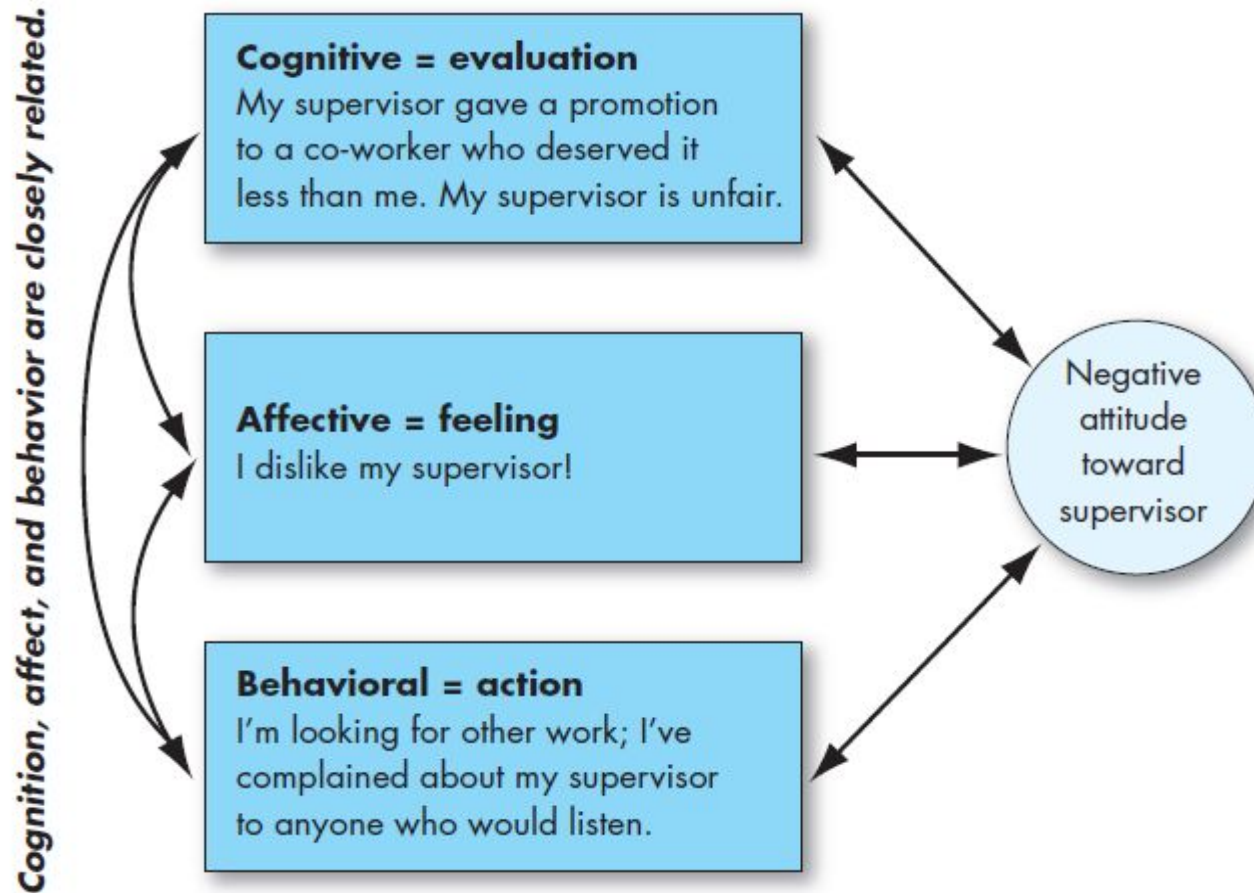 Cognition, affect, and behavior are closely related.
Cognitive = evaluation
My supervisor gave a promotion
to a co-worker who deserved it
less than me. My supervisor is unfair.
Affective = feeling
I dislike my supervisor!
Behavioral = action
I'm looking for other work; I've
complained about my supervisor
to anyone who would listen.
Negative
attitude
toward
supervisor